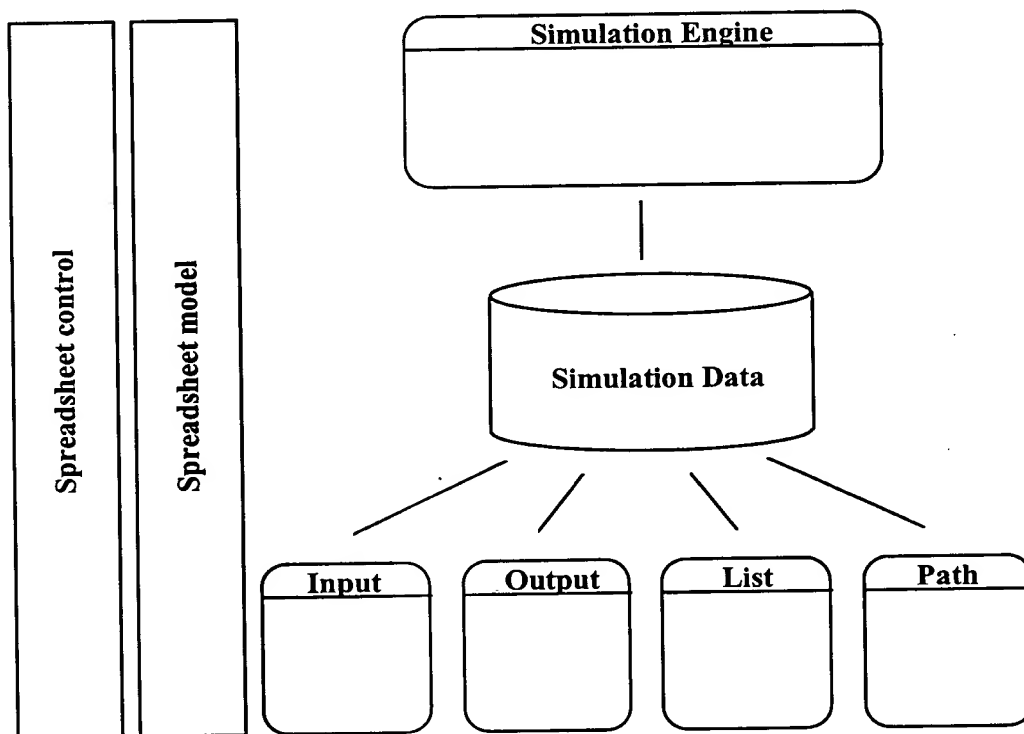 Spreadsheet control
Spreadsheet model
Simulation Engine
Simulation Data
Input
Output
List
Path